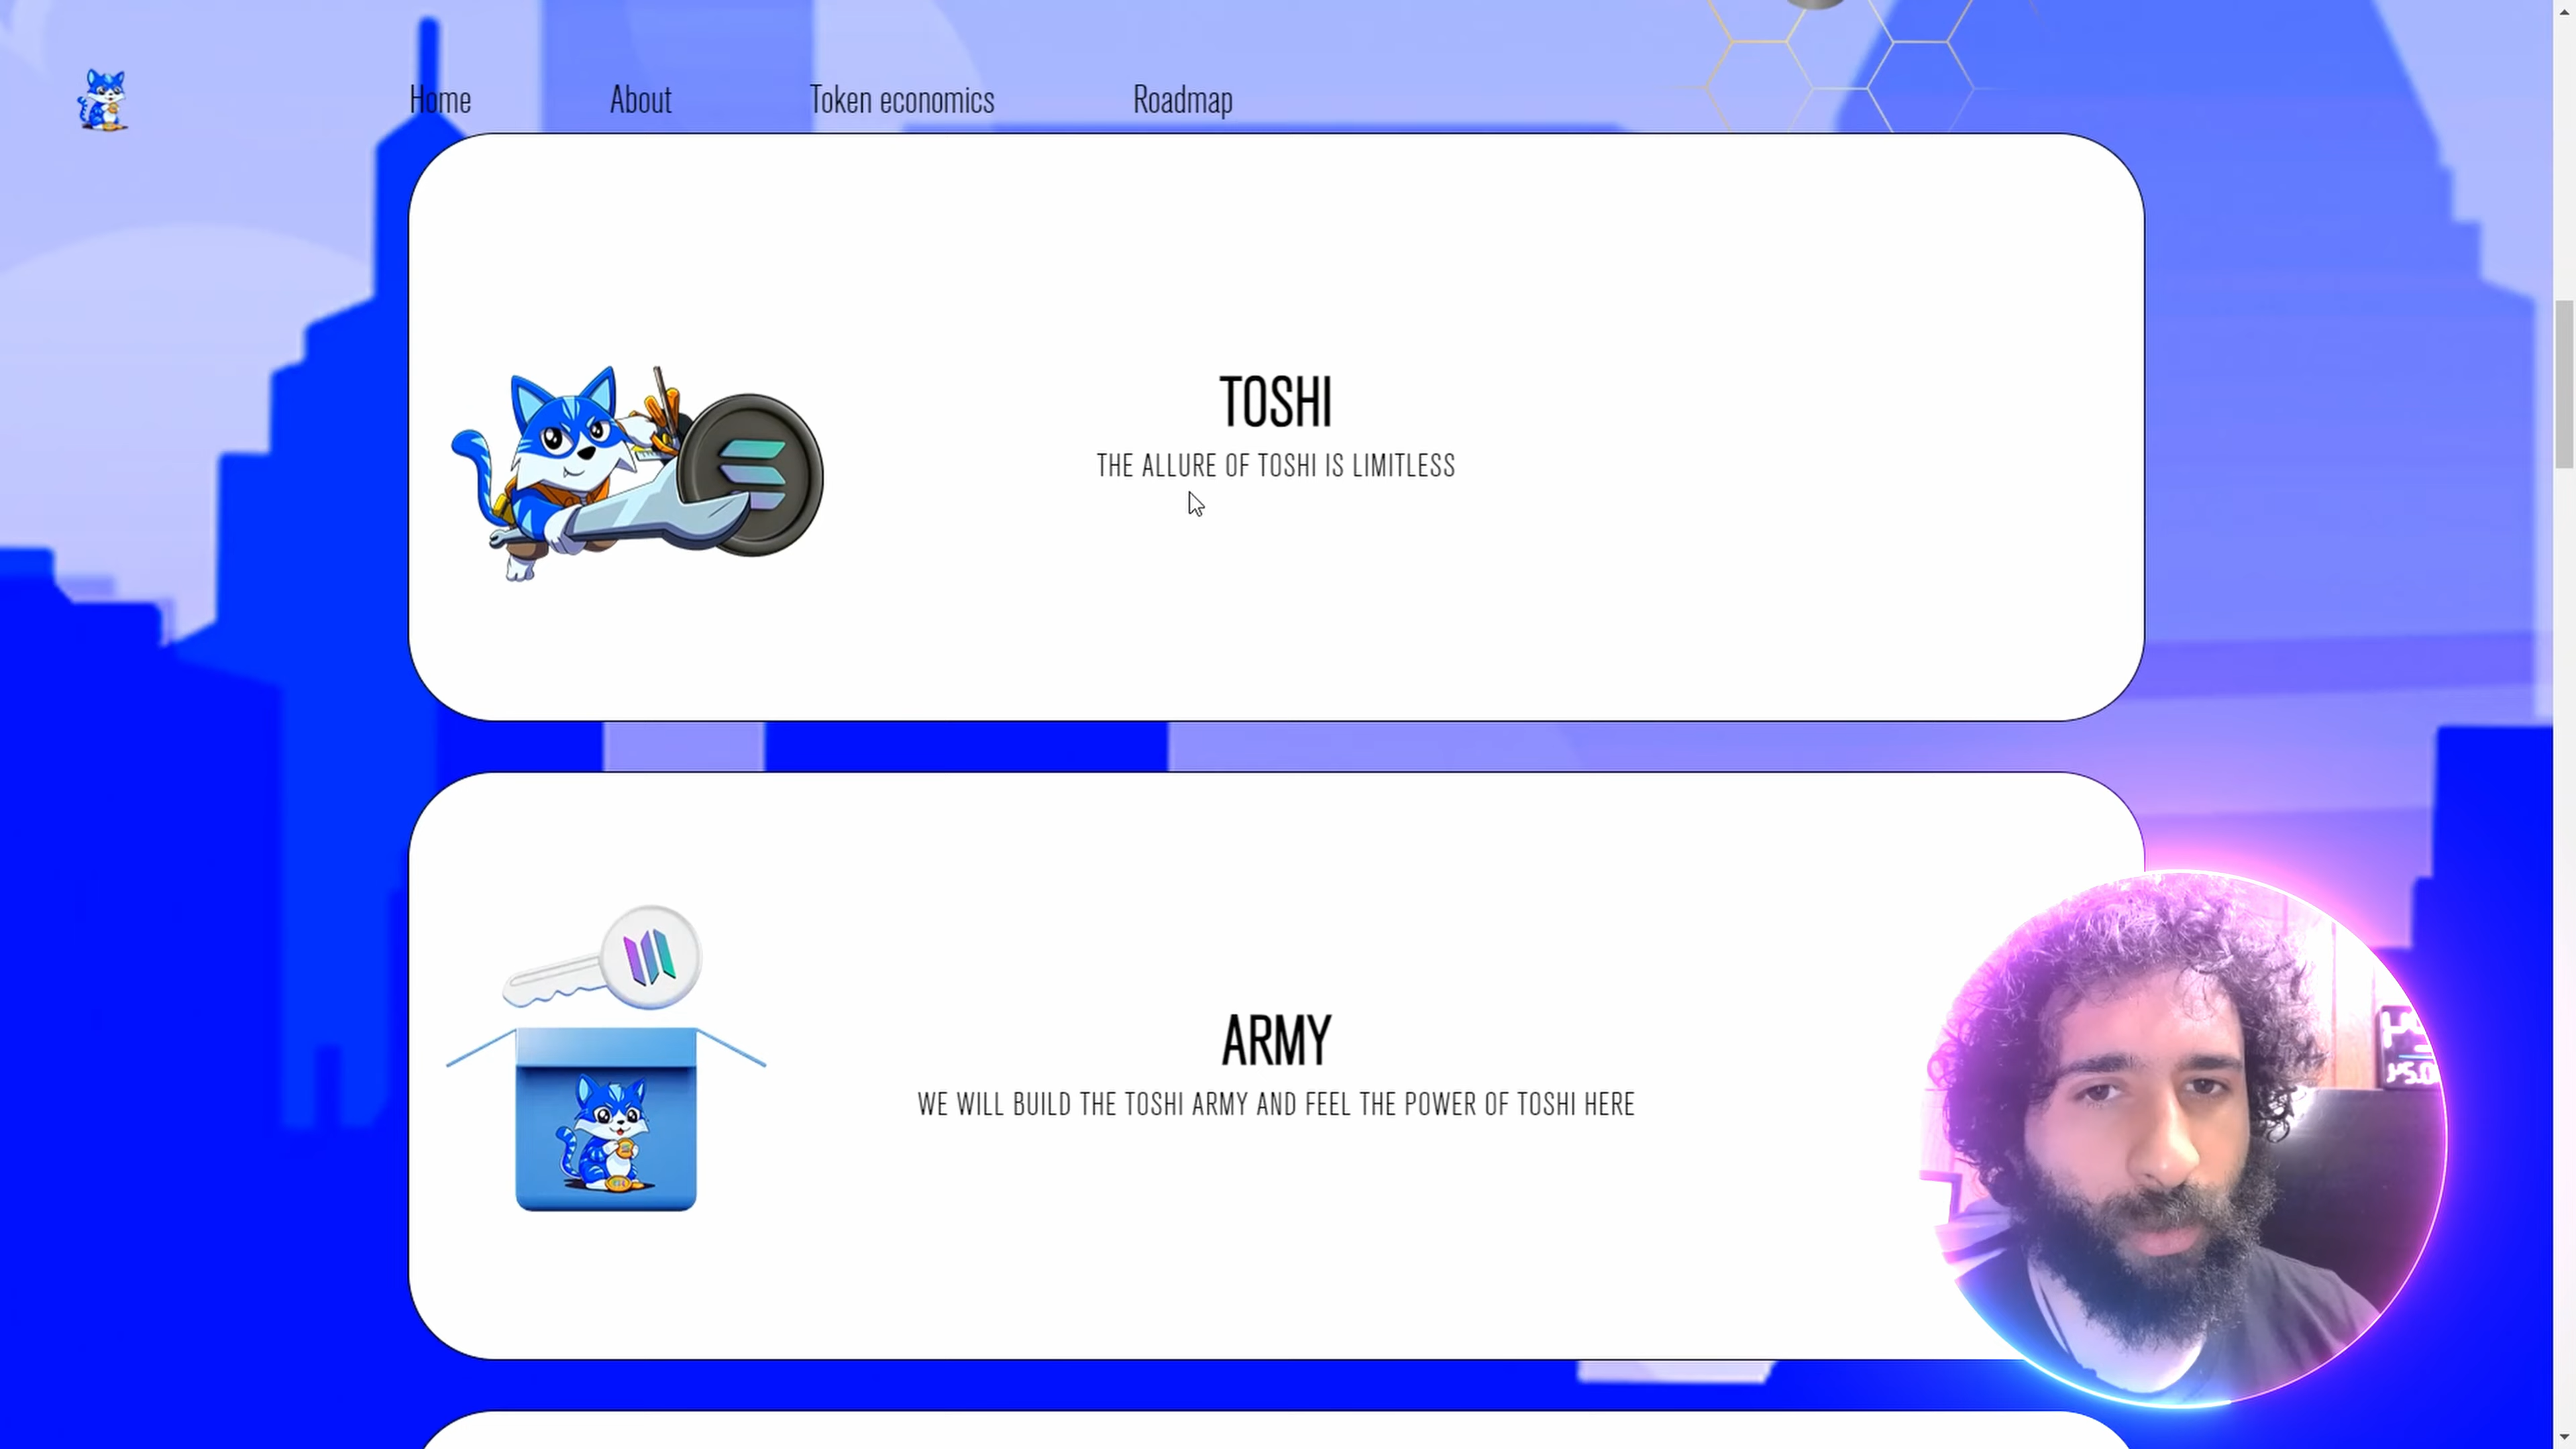 Home
About
Token economics
Roadmap
TOSHI
THE ALLURE OF TOSHI IS LIMITLESS
ARMY
WE WILL BUILD THE TOSHI ARMY AND FEEL THE POWER OF TOSHI HERE